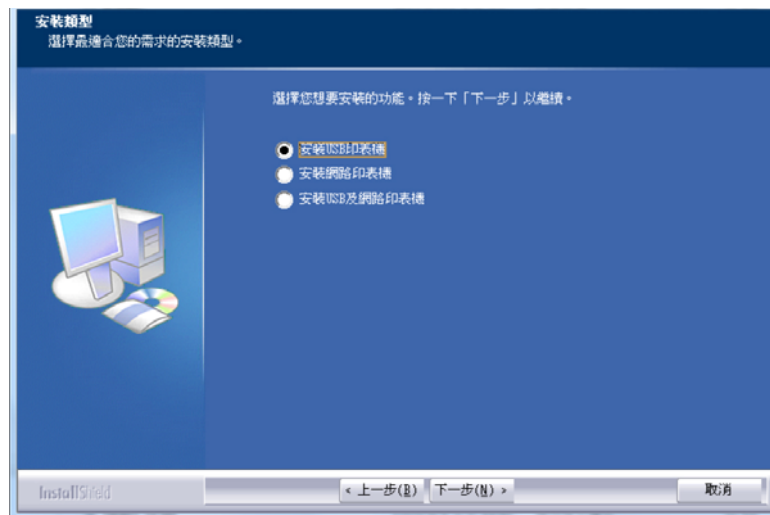 安裝類型
選擇最適合您的需求的安裝類型。
選擇您想要安裝的功能。按一下「下一步」以繼續。
安裝USB印表機
安裝網路印表機
安裝USB及網路印表機
InstallShield
< 上一步(B) 下一步(N) > 取消